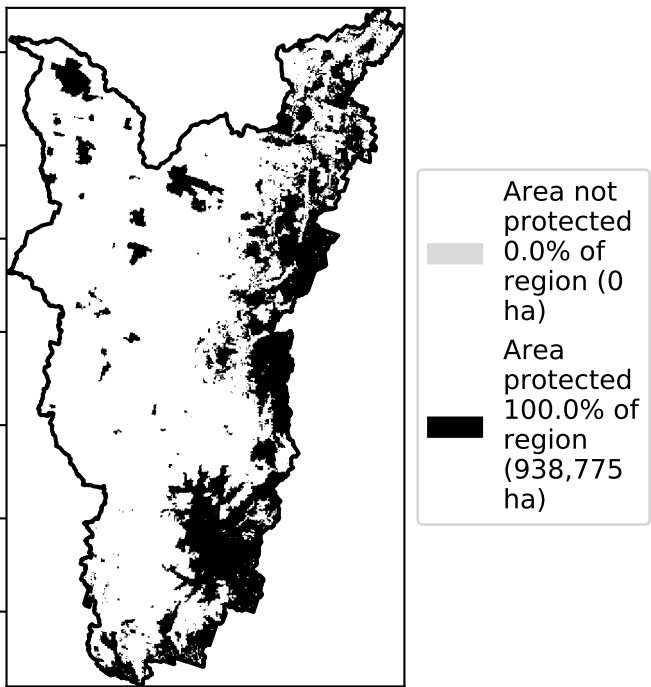 Area not
protected
0.0% of
region (0
ha)
Area
protected
100.0% of
region
(938,775
ha)